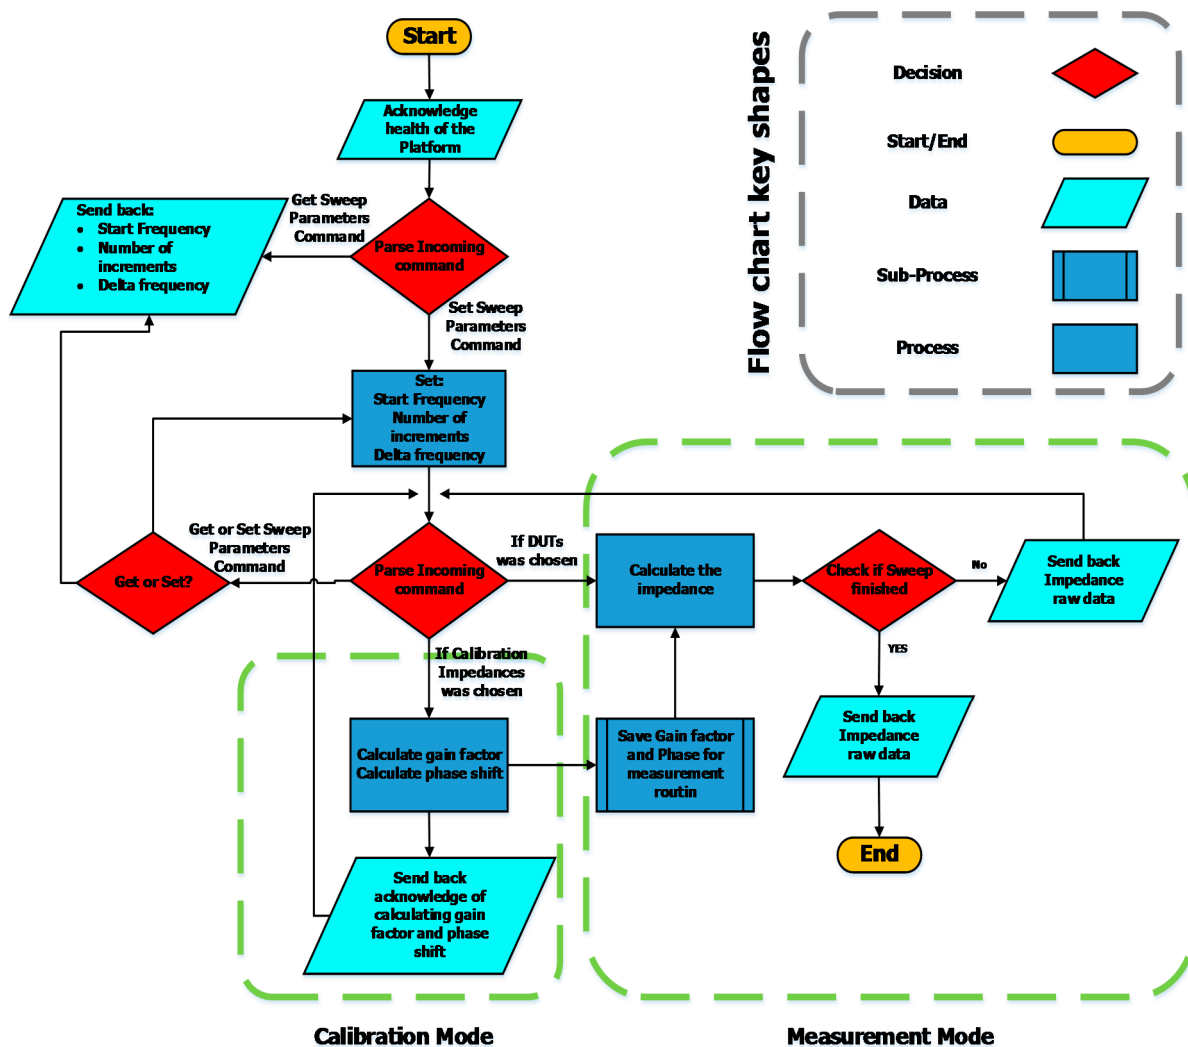 Start
Acknowledge
health of the
Platform
Get Sweep
Parameters
Command
Send back:
• Start Frequency
• Number of
increments
• Delta frequency
Parse Incoming
command
Set Sweep
Parameters
Command
Set:
Start Frequency
Number of
increments
Delta frequency
Get or Set Sweep
Parameters
Command
Get or Set?
Parse Incoming
command
If DUTs
was chosen
Calculate the
impedance
Check if Sweep
finished
No
Send back
Impedance
raw data
YES
Send back
Impedance
raw data
End
If Calibration
Impedances
was chosen
Calculate gain factor
Calculate phase shift
Save Gain factor
and Phase for
measurement
routin
Send back
acknowledge of
calculating gain
factor and phase
shift
Calibration Mode
Measurement Mode
Flow chart key shapes
Decision
Start/End
Data
Sub-Process
Process